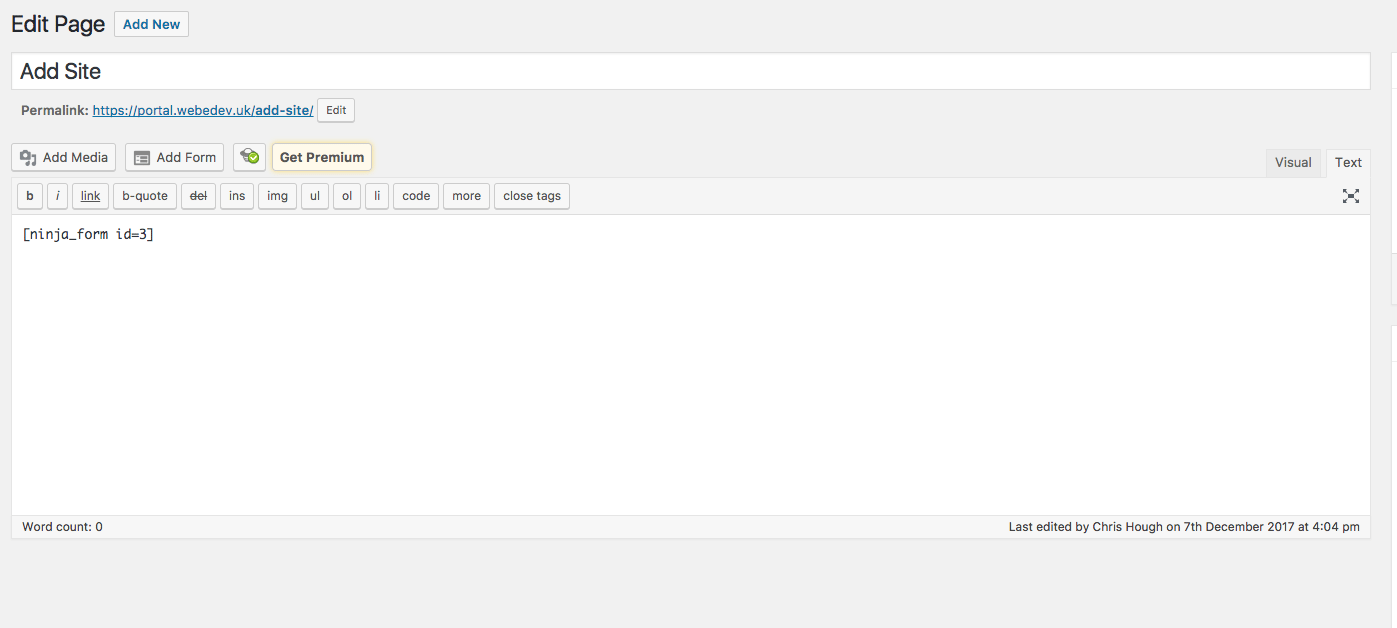 Edit Page Add New
Add Site
Permalink: https://portal.webedev.uk/add-site/ Edit
Add Media Add Form Get Premium
Visual Text
b i link b-quote del ins img ul ol li code more close tags
[ninja_form id=3]
Word count: 0 Last edited by Chris Hough on 7th December 2017 at 4:04 pm